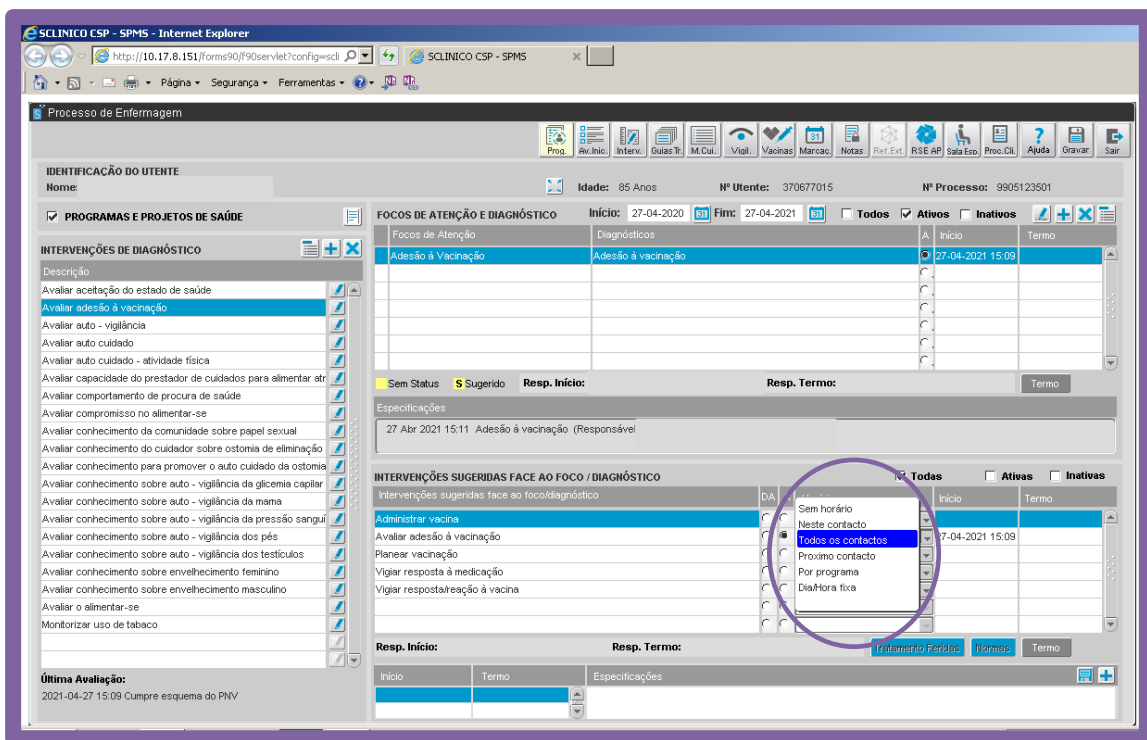 SCLINICO CSP - SPMS - Internet Explorer
http://10.17.8.151/forms90/f90servlet?config=scli
SCLINICO CSP - SPMS
Página Segurança Ferramentas
Processo de Enfermagem
Prog. Av.Inic. Interv. Guias Tr. M.Cui. Vigil. Vacinas Marcaç. Notas Ref.Ext. RSE AP Sala Esp. Proc.Cli. Ajuda Gravar Sair
IDENTIFICAÇÃO DO UTENTE
Nome: Idade: 85 Anos Nº Utente: 370677015 Nº Processo: 9905123501
PROGRAMAS E PROJETOS DE SAÚDE
INTERVENÇÕES DE DIAGNÓSTICO
Descrição
Avaliar aceitação do estado de saúde
Avaliar adesão à vacinação
Avaliar auto - vigilância
Avaliar auto cuidado
Avaliar auto cuidado - atividade física
Avaliar capacidade do prestador de cuidados para alimentar atr
Avaliar comportamento de procura de saúde
Avaliar compromisso no alimentar-se
Avaliar conhecimento da comunidade sobre papel sexual
Avaliar conhecimento do cuidador sobre ostomia de eliminação
Avaliar conhecimento para promover o auto cuidado da ostomia
Avaliar conhecimento sobre auto - vigilância da glicemia capilar
Avaliar conhecimento sobre auto - vigilância da mama
Avaliar conhecimento sobre auto - vigilância da pressão sanguí
Avaliar conhecimento sobre auto - vigilância dos pés
Avaliar conhecimento sobre auto - vigilância dos testículos
Avaliar conhecimento sobre envelhecimento feminino
Avaliar conhecimento sobre envelhecimento masculino
Avaliar o alimentar-se
Monitorizar uso de tabaco
Última Avaliação:
2021-04-27 15:09 Cumpre esquema do PNV
FOCOS DE ATENÇÃO E DIAGNÓSTICO Início: 27-04-2020 Fim: 27-04-2021 Todos Ativos Inativos
Focos de Atenção Diagnósticos A Início Termo
Adesão à Vacinação Adesão à vacinação 27-04-2021 15:09
Sem Status S Sugerido Resp. Início: Resp. Termo: Termo
Especificações
27 Abr 2021 15:11 Adesão à vacinação (Responsável
INTERVENÇÕES SUGERIDAS FACE AO FOCO / DIAGNÓSTICO Todas Ativas Inativas
Intervenções sugeridas face ao foco/diagnóstico DA Início Termo
Administrar vacina
Avaliar adesão à vacinação 27-04-2021 15:09
Planear vacinação
Vigiar resposta à medicação
Vigiar resposta/reação à vacina
Sem horário
Neste contacto
Todos os contactos
Proximo contacto
Por programa
Dia/Hora fixa
Resp. Início: Resp. Termo: Tratamento Feridas Normas Termo
Início Termo Especificações